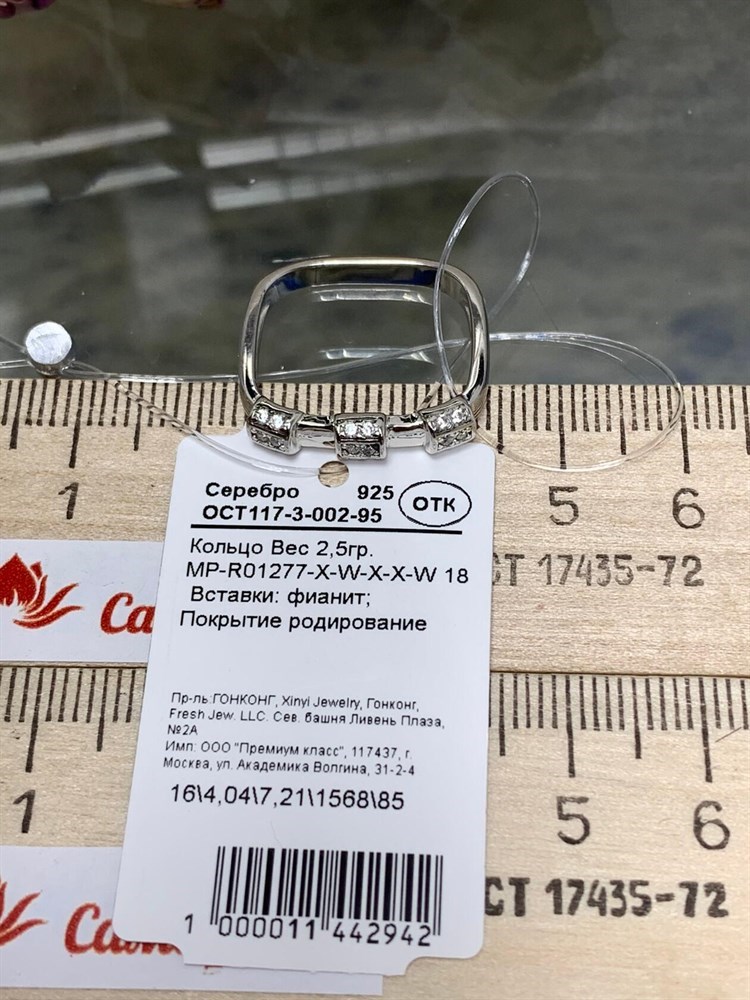 1 5 6
Серебро 925 ОТК
ОСТ117-3-002-95
Кольцо Вес 2,5гр.
MP-R01277-X-W-X-X-W 18
Вставки: фианит;
Покрытие родирование
СТ 17435-72
Пр-ль:ГОНКОНГ, Xinyi Jewelry, Гонконг,
Fresh Jew. LLC. Сев. башня Ливень Плаза,
№2А
Имп: ООО "Премиум класс", 117437, г.
Москва, ул. Академика Волгина, 31-2-4
16\4,04\7,21\1568\85
1 5 6
СТ 17435-72
1 000011 442942